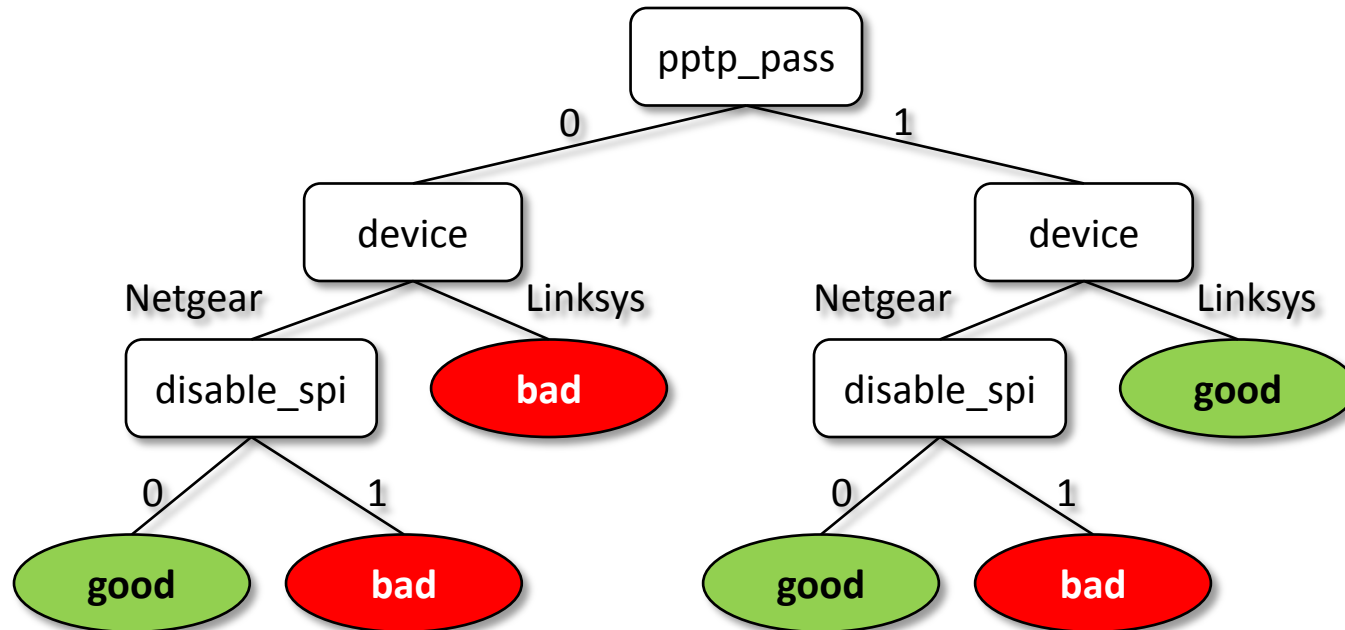 pptp_pass
0 1
device device
Netgear Linksys Netgear Linksys
disable_spi bad disable_spi good
0 1 0 1
good bad good bad